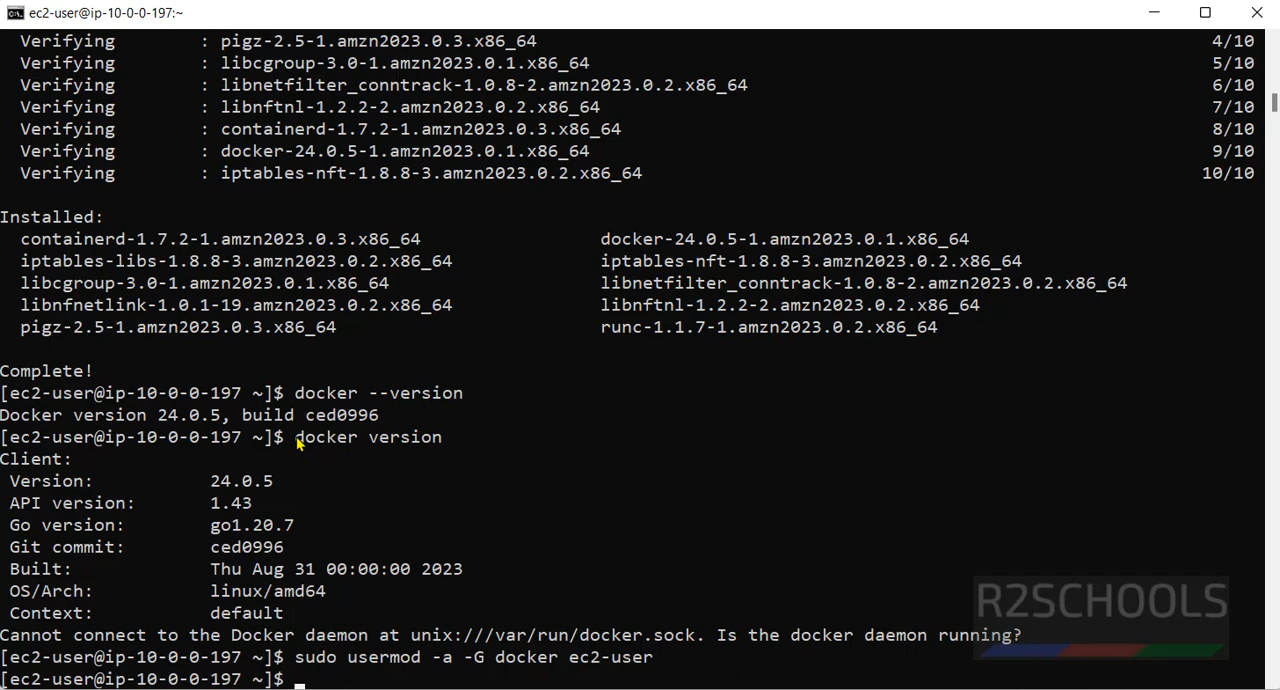 ec2-user@ip-10-0-0-197:~
Verifying : pigz-2.5-1.amzn2023.0.3.x86_64 4/10
Verifying : libcgroup-3.0-1.amzn2023.0.1.x86_64 5/10
Verifying : libnetfilter_conntrack-1.0.8-2.amzn2023.0.2.x86_64 6/10
Verifying : libnftnl-1.2.2-2.amzn2023.0.2.x86_64 7/10
Verifying : containerd-1.7.2-1.amzn2023.0.3.x86_64 8/10
Verifying : docker-24.0.5-1.amzn2023.0.1.x86_64 9/10
Verifying : iptables-nft-1.8.8-3.amzn2023.0.2.x86_64 10/10
Installed:
containerd-1.7.2-1.amzn2023.0.3.x86_64 docker-24.0.5-1.amzn2023.0.1.x86_64
iptables-libs-1.8.8-3.amzn2023.0.2.x86_64 iptables-nft-1.8.8-3.amzn2023.0.2.x86_64
libcgroup-3.0-1.amzn2023.0.1.x86_64 libnetfilter_conntrack-1.0.8-2.amzn2023.0.2.x86_64
libnfnetlink-1.0.1-19.amzn2023.0.2.x86_64 libnftnl-1.2.2-2.amzn2023.0.2.x86_64
pigz-2.5-1.amzn2023.0.3.x86_64 runc-1.1.7-1.amzn2023.0.2.x86_64
Complete!
[ec2-user@ip-10-0-0-197 ~]$ docker --version
Docker version 24.0.5, build ced0996
[ec2-user@ip-10-0-0-197 ~]$ docker version
Client:
Version: 24.0.5
API version: 1.43
Go version: go1.20.7
Git commit: ced0996
Built: Thu Aug 31 00:00:00 2023
OS/Arch: linux/amd64
Context: default
Cannot connect to the Docker daemon at unix:///var/run/docker.sock. Is the docker daemon running?
[ec2-user@ip-10-0-0-197 ~]$ sudo usermod -a -G docker ec2-user
[ec2-user@ip-10-0-0-197 ~]$
R2SCHOOLS